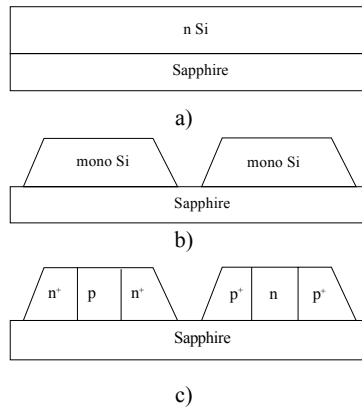 n Si
Sapphire
a)
mono Si mono Si
Sapphire
b)
n⁺ p n⁺ p⁺ n p⁺
Sapphire
c)